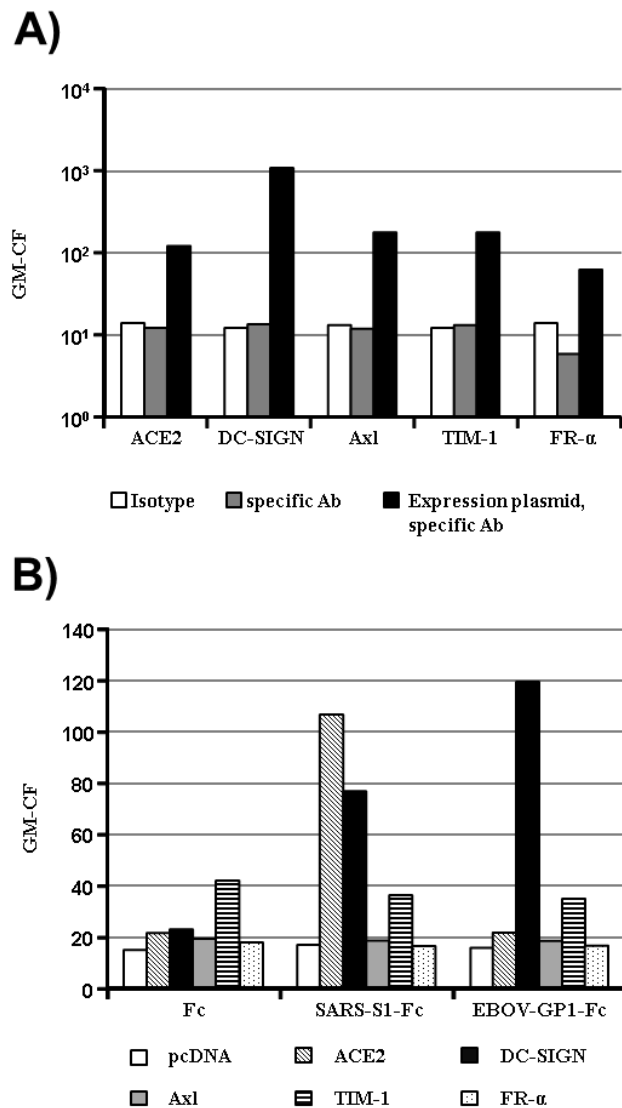 A)
GM-CF
10⁴
10³
10²
10¹
10⁰
ACE2 DC-SIGN Axl TIM-1 FR-α
Isotype specific Ab Expression plasmid,
specific Ab
B)
GM-CF
140
120
100
80
60
40
20
0
Fc SARS-S1-Fc EBOV-GP1-Fc
pcDNA ACE2 DC-SIGN
Axl TIM-1 FR-α